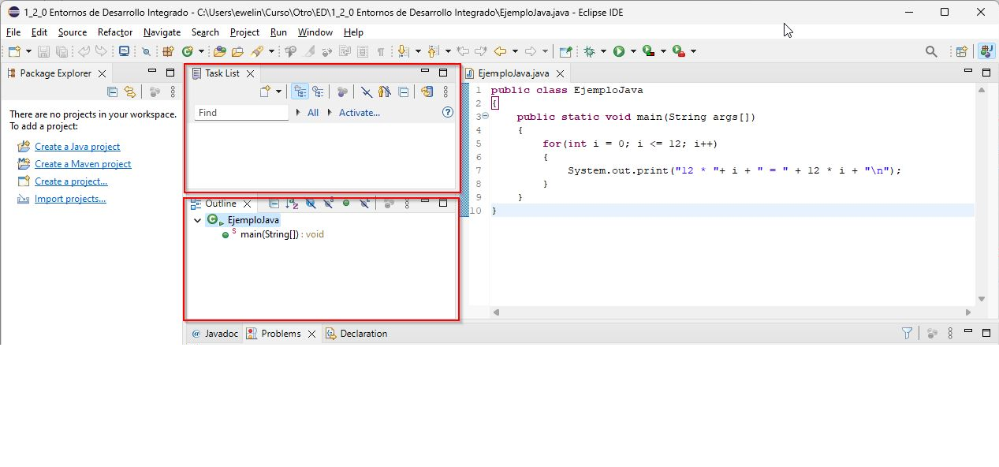 1_2_0 Entornos de Desarrollo Integrado - C:\Users\ewelin\Curso\Otro\ED\1_2_0 Entornos de Desarrollo Integrado\EjemploJava.java - Eclipse IDE
File Edit Source Refactor Navigate Search Project Run Window Help
Package Explorer
There are no projects in your workspace.
To add a project:
Create a Java project
Create a Maven project
Create a project...
Import projects...
Task List
Find All Activate...
Outline
EjemploJava
main(String[]) : void
EjemploJava.java
1 public class EjemploJava
2 {
3 public static void main(String args[])
4 {
5 for(int i = 0; i <= 12; i++)
6 {
7 System.out.print("12 * "+ i + " = " + 12 * i + "\n");
8 }
9 }
10 }
@ Javadoc Problems Declaration